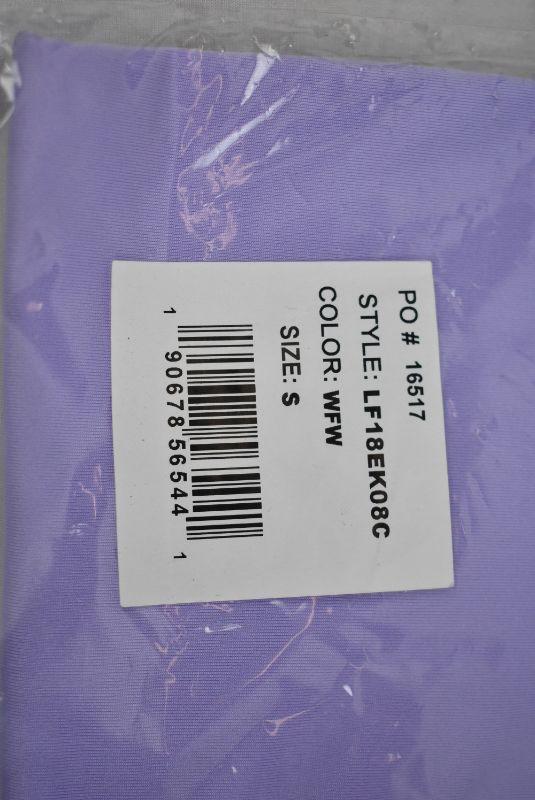 PO # 16517
STYLE: LF18EK08C
COLOR: WFW
SIZE: S
1 90678 56544 1